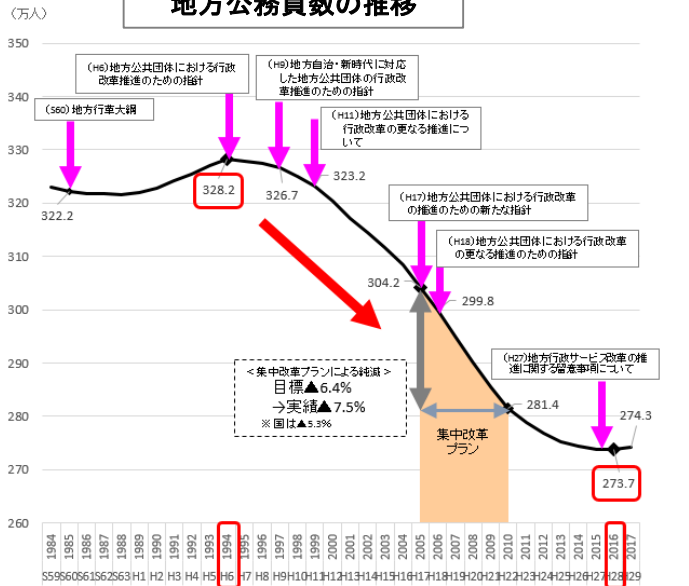 地方公務員数の推移
(万人)
350
340
330
320
310
300
290
280
270
260
(S60)地方行革大綱
(H6)地方公共団体における行政
改革推進のための指針
(H9)地方自治・新時代に対応
した地方公共団体の行政改
革推進のための指針
(H11)地方公共団体における
行政改革の更なる推進につ
いて
(H17)地方公共団体における行政改革
の推進のための新たな指針
(H18)地方公共団体における行政改革
の更なる推進のための指針
(H27)地方行政サービス改革の推
進に関する留意事項について
322.2
328.2
326.7
323.2
304.2
299.8
281.4
274.3
273.7
<集中改革プランによる純減>
目標▲6.4%
→実績▲7.5%
※国は▲5.3%
集中改革
プラン
1984 1985 1986 1987 1988 1989 1990 1991 1992 1993 1994 1995 1996 1997 1998 1999 2000 2001 2002 2003 2004 2005 2006 2007 2008 2009 2010 2011 2012 2013 2014 2015 2016 2017
S59 S60 S61 S62 S63 H1 H2 H3 H4 H5 H6 H7 H8 H9 H10 H11 H12 H13 H14 H15 H16 H17 H18 H19 H20 H21 H22 H23 H24 H25 H26 H27 H28 H29